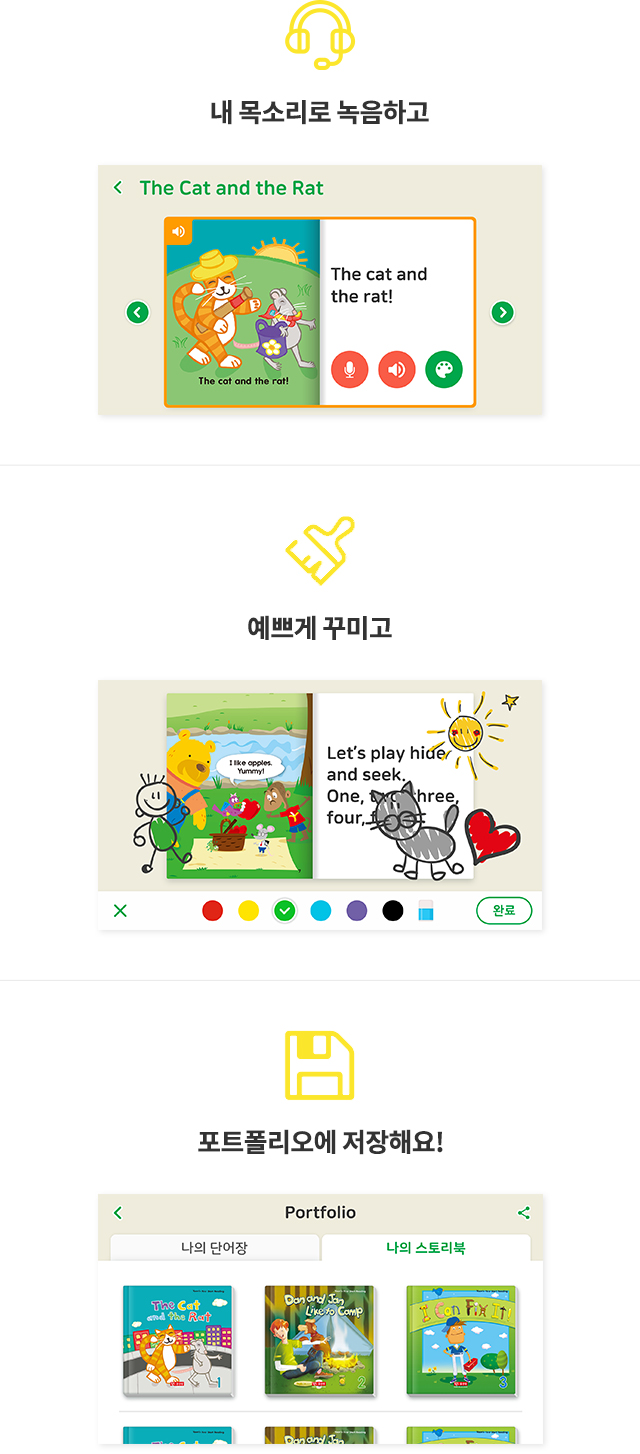 내 목소리로 녹음하고
The Cat and the Rat
The cat and
the rat!
The cat and the rat!
예쁘게 꾸미고
I like apples.
Yummy!
Let's play hide
and seek.
One, two, three,
four,
완료
포트폴리오에 저장해요!
Portfolio
나의 단어장
나의 스토리북
The Cat
and the Rat
1
Dan and Jan
Like to Camp
2
I Can Fix It!
3